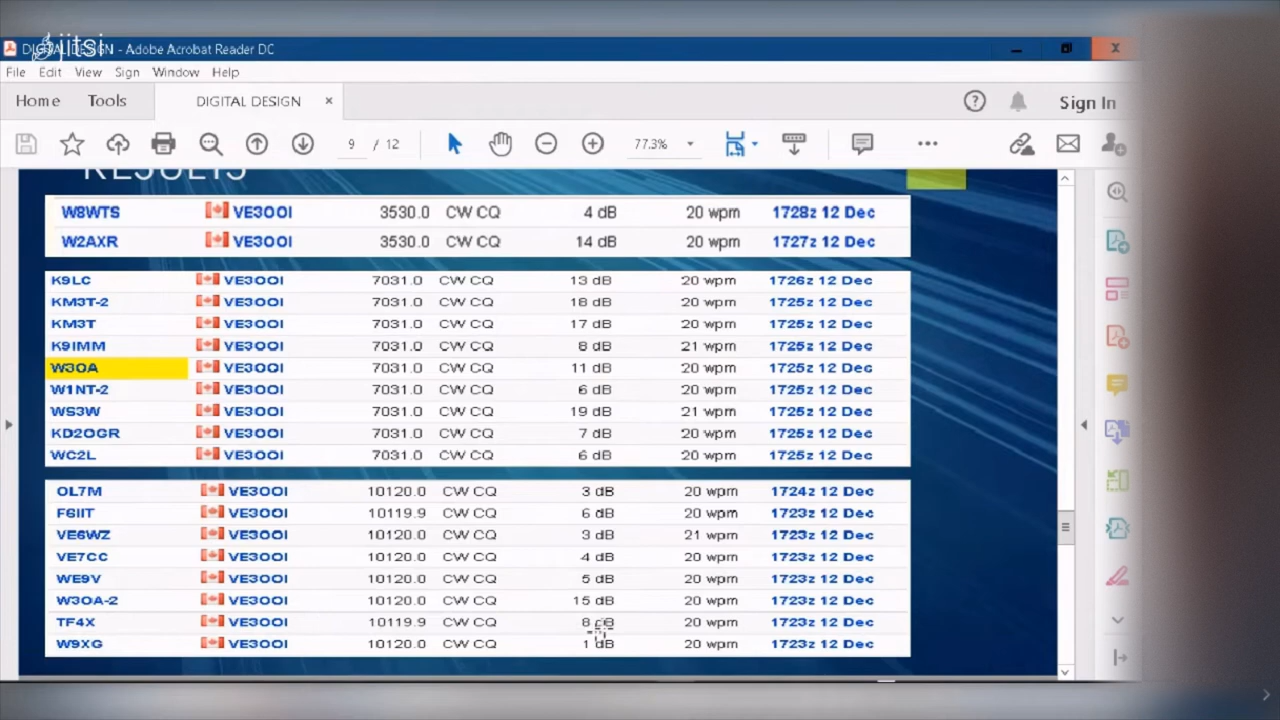 jitsi
DIGITAL DESIGN - Adobe Acrobat Reader DC
File Edit View Sign Window Help
Home Tools DIGITAL DESIGN × Sign In
9 / 12 77.3%
RESULTS
W8WTS VE3OOI 3530.0 CW CQ 4 dB 20 wpm 1728z 12 Dec
W2AXR VE3OOI 3530.0 CW CQ 14 dB 20 wpm 1727z 12 Dec
K9LC VE3OOI 7031.0 CW CQ 13 dB 20 wpm 1726z 12 Dec
KM3T-2 VE3OOI 7031.0 CW CQ 18 dB 20 wpm 1725z 12 Dec
KM3T VE3OOI 7031.0 CW CQ 17 dB 20 wpm 1725z 12 Dec
K9IMM VE3OOI 7031.0 CW CQ 8 dB 21 wpm 1725z 12 Dec
W3OA VE3OOI 7031.0 CW CQ 11 dB 20 wpm 1725z 12 Dec
W1NT-2 VE3OOI 7031.0 CW CQ 6 dB 20 wpm 1725z 12 Dec
WS3W VE3OOI 7031.0 CW CQ 19 dB 21 wpm 1725z 12 Dec
KD2OGR VE3OOI 7031.0 CW CQ 7 dB 20 wpm 1725z 12 Dec
WC2L VE3OOI 7031.0 CW CQ 6 dB 20 wpm 1725z 12 Dec
OL7M VE3OOI 10120.0 CW CQ 3 dB 20 wpm 1724z 12 Dec
F6IIT VE3OOI 10119.9 CW CQ 6 dB 20 wpm 1723z 12 Dec
VE6WZ VE3OOI 10120.0 CW CQ 3 dB 21 wpm 1723z 12 Dec
VE7CC VE3OOI 10120.0 CW CQ 4 dB 20 wpm 1723z 12 Dec
WE9V VE3OOI 10120.0 CW CQ 5 dB 20 wpm 1723z 12 Dec
W3OA-2 VE3OOI 10120.0 CW CQ 15 dB 20 wpm 1723z 12 Dec
TF4X VE3OOI 10119.9 CW CQ 8 dB 20 wpm 1723z 12 Dec
W9XG VE3OOI 10120.0 CW CQ 1 dB 20 wpm 1723z 12 Dec